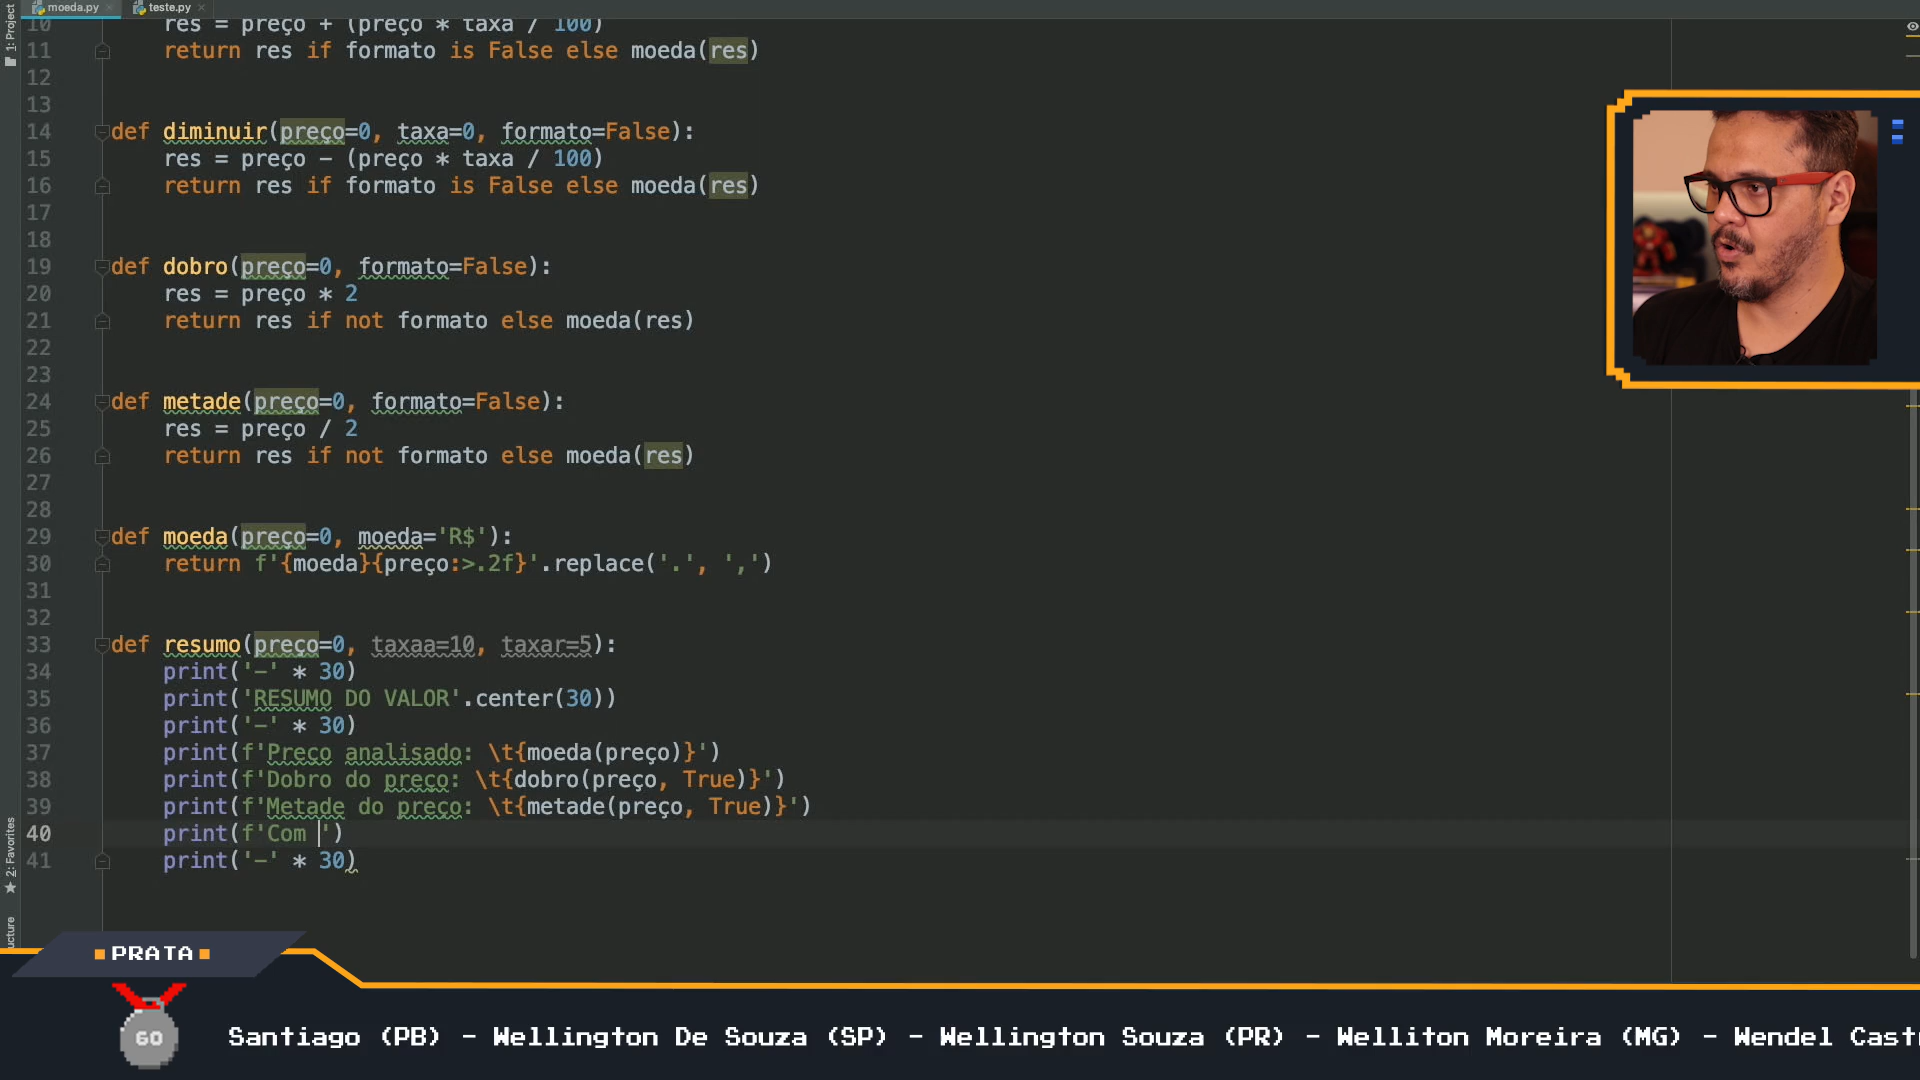 moeda.py
teste.py
1: Project
10 res = preço + (preço * taxa / 100)
11 return res if formato is False else moeda(res)
12
13
14 def diminuir(preço=0, taxa=0, formato=False):
15 res = preço - (preço * taxa / 100)
16 return res if formato is False else moeda(res)
17
18
19 def dobro(preço=0, formato=False):
20 res = preço * 2
21 return res if not formato else moeda(res)
22
23
24 def metade(preço=0, formato=False):
25 res = preço / 2
26 return res if not formato else moeda(res)
27
28
29 def moeda(preço=0, moeda='R$'):
30 return f'{moeda}{preço:>.2f}'.replace('.', ',')
31
32
33 def resumo(preço=0, taxaa=10, taxar=5):
34 print('-' * 30)
35 print('RESUMO DO VALOR'.center(30))
36 print('-' * 30)
37 print(f'Preço analisado: \t{moeda(preço)}')
38 print(f'Dobro do preço: \t{dobro(preço, True)}')
39 print(f'Metade do preço: \t{metade(preço, True)}')
40 print(f'Com ')
41 print('-' * 30)
2: Favorites
ucture
PRATA
60
Santiago (PB) - Wellington De Souza (SP) - Wellington Souza (PR) - Welliton Moreira (MG) - Wendel Cast